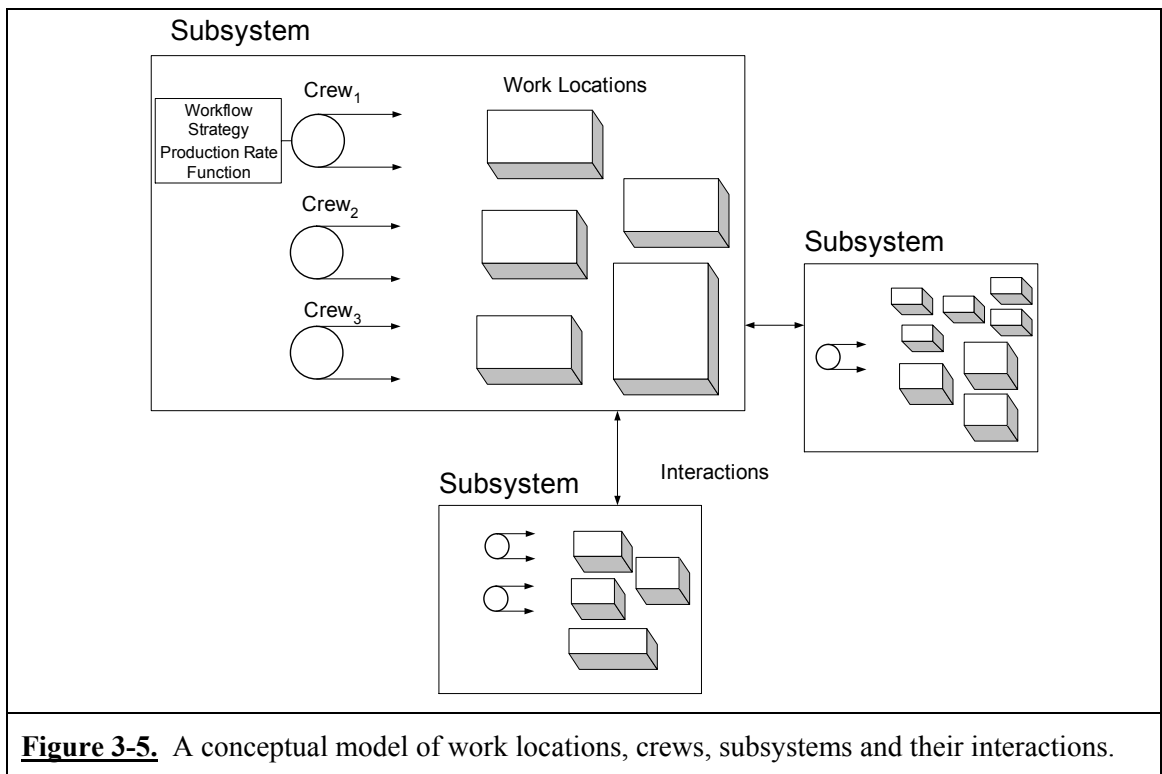 Subsystem
Crew1
Work Locations
Workflow
Strategy
Production Rate
Function
Crew2
Subsystem
Crew3
Interactions
Subsystem
Figure 3-5. A conceptual model of work locations, crews, subsystems and their interactions.